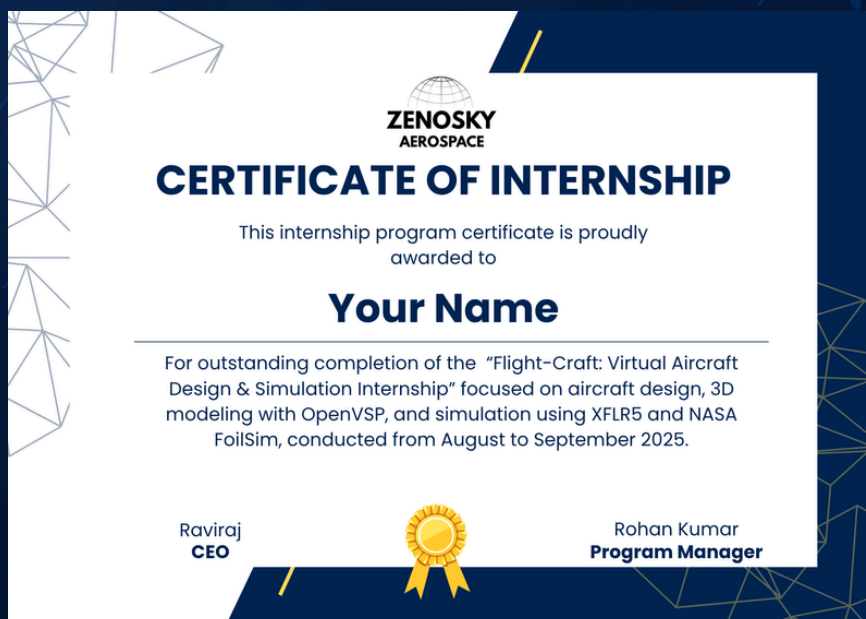 ZENOSKY
AEROSPACE
CERTIFICATE OF INTERNSHIP
This internship program certificate is proudly
awarded to
Your Name
For outstanding completion of the “Flight-Craft: Virtual Aircraft
Design & Simulation Internship” focused on aircraft design, 3D
modeling with OpenVSP, and simulation using XFLR5 and NASA
FoilSim, conducted from August to September 2025.
Raviraj
CEO
Rohan Kumar
Program Manager